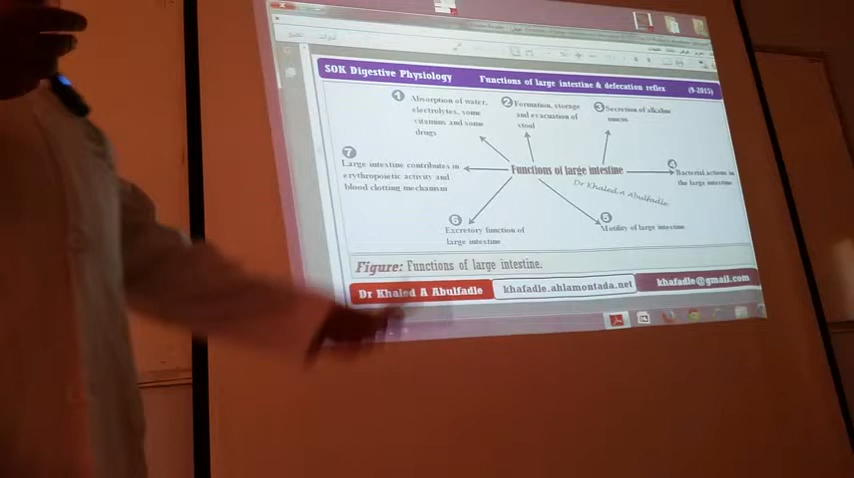 SOK Digestive Physiology
Functions of large intestine & defecation reflex
(9-2015)
1
Absorption of water,
electrolytes, some
vitamins and some
drugs
2
Formation, storage
and evacuation of
stool
3
Secretion of alkaline
mucus
7
Large intestine contributes in
erythropoietic activity and
blood clotting mechanism
Functions of large intestine
4
Bacterial actions in
the large intestine
Dr Khaled A Abulfadle
6
Excretory function of
large intestine
5
Motility of large intestine
Figure: Functions of large intestine.
Dr Khaled A Abulfadle
khafadle.ahlamontada.net
khafadle@gmail.com